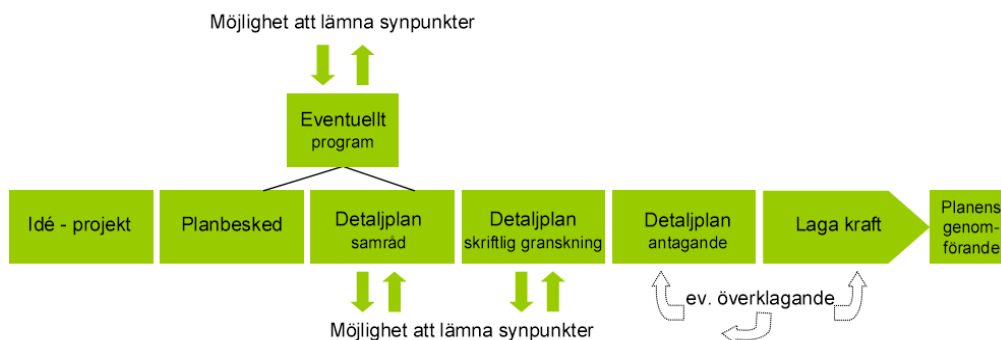 Möjlighet att lämna synpunkter
Eventuellt
program
Idé - projekt
Planbesked
Detaljplan
samråd
Detaljplan
skriftlig granskning
Detaljplan
antagande
Laga kraft
Planens
genom-
förande
ev. överklagande
Möjlighet att lämna synpunkter